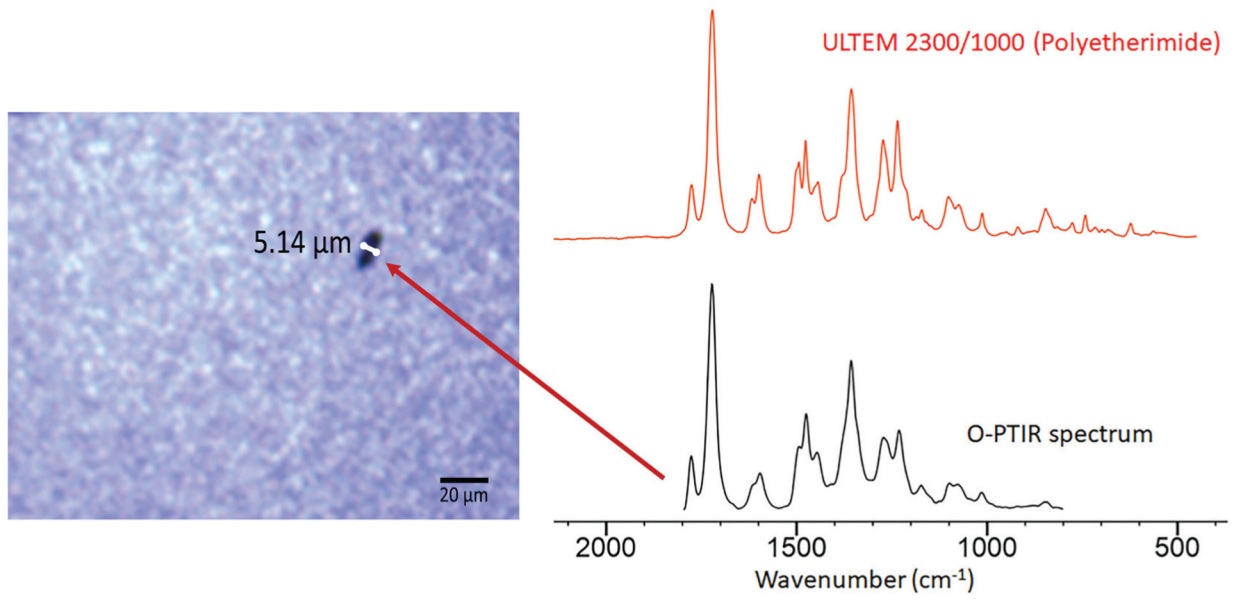 ULTEM 2300/1000 (Polyetherimide)
5.14 µm
20 µm
O-PTIR spectrum
2000 1500 1000 500
Wavenumber (cm⁻¹)